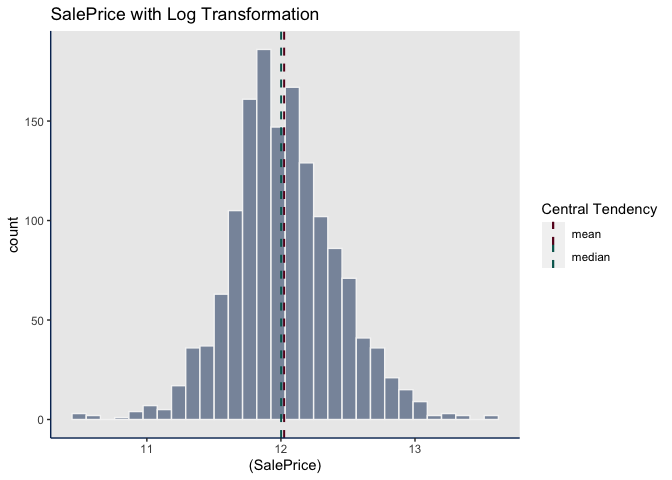 SalePrice with Log Transformation
150
100
50
0
count
11
12
13
(SalePrice)
Central Tendency
mean
median